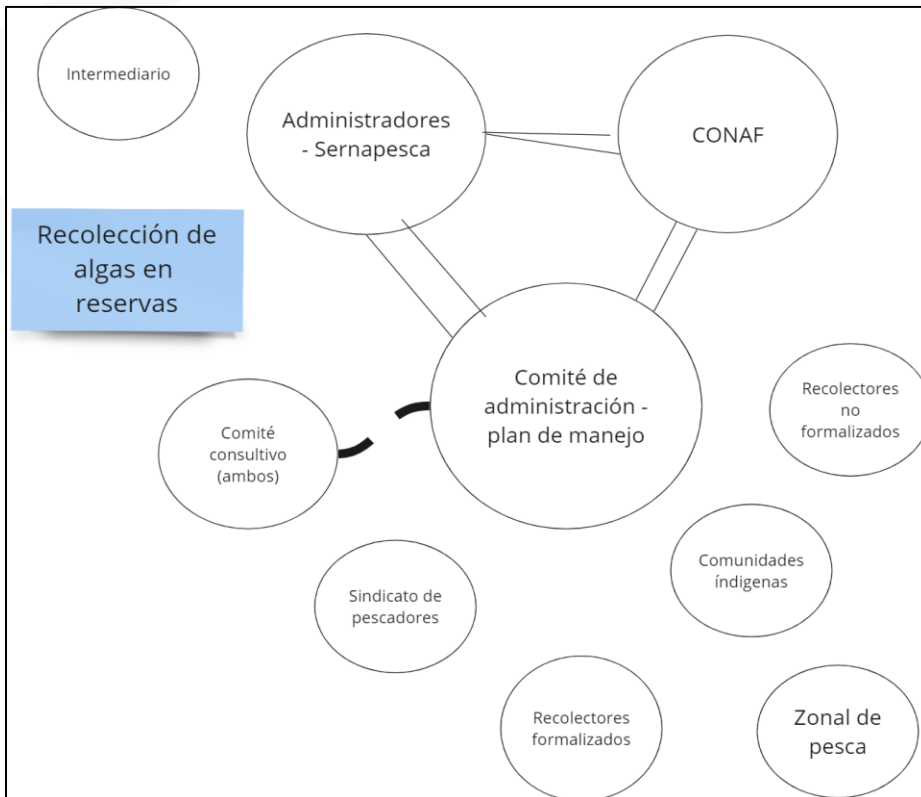 Intermediario
Administradores
- Sernapesca
CONAF
Recolección de
algas en
reservas
Comité de
administración -
plan de manejo
Recolectores
no
formalizados
Comité
consultivo
(ambos)
Comunidades
índigenas
Sindicato de
pescadores
Recolectores
formalizados
Zonal de
pesca